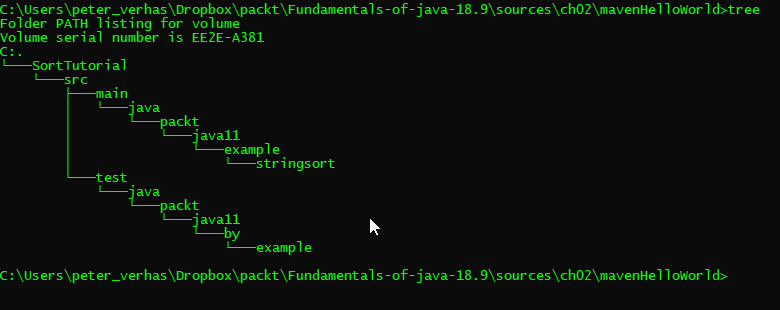 C:\Users\peter_verhas\Dropbox\packt\Fundamentals-of-java-18.9\sources\ch02\mavenHelloWorld>tree
Folder PATH listing for volume
Volume serial number is EE2E-A381
C:.
└───SortTutorial
    └───src
        ├───main
        │   └───java
        │       └───packt
        │           └───java11
        │               └───example
        │                   └───stringsort
        └───test
            └───java
                └───packt
                    └───java11
                        └───by
                            └───example
C:\Users\peter_verhas\Dropbox\packt\Fundamentals-of-java-18.9\sources\ch02\mavenHelloWorld>